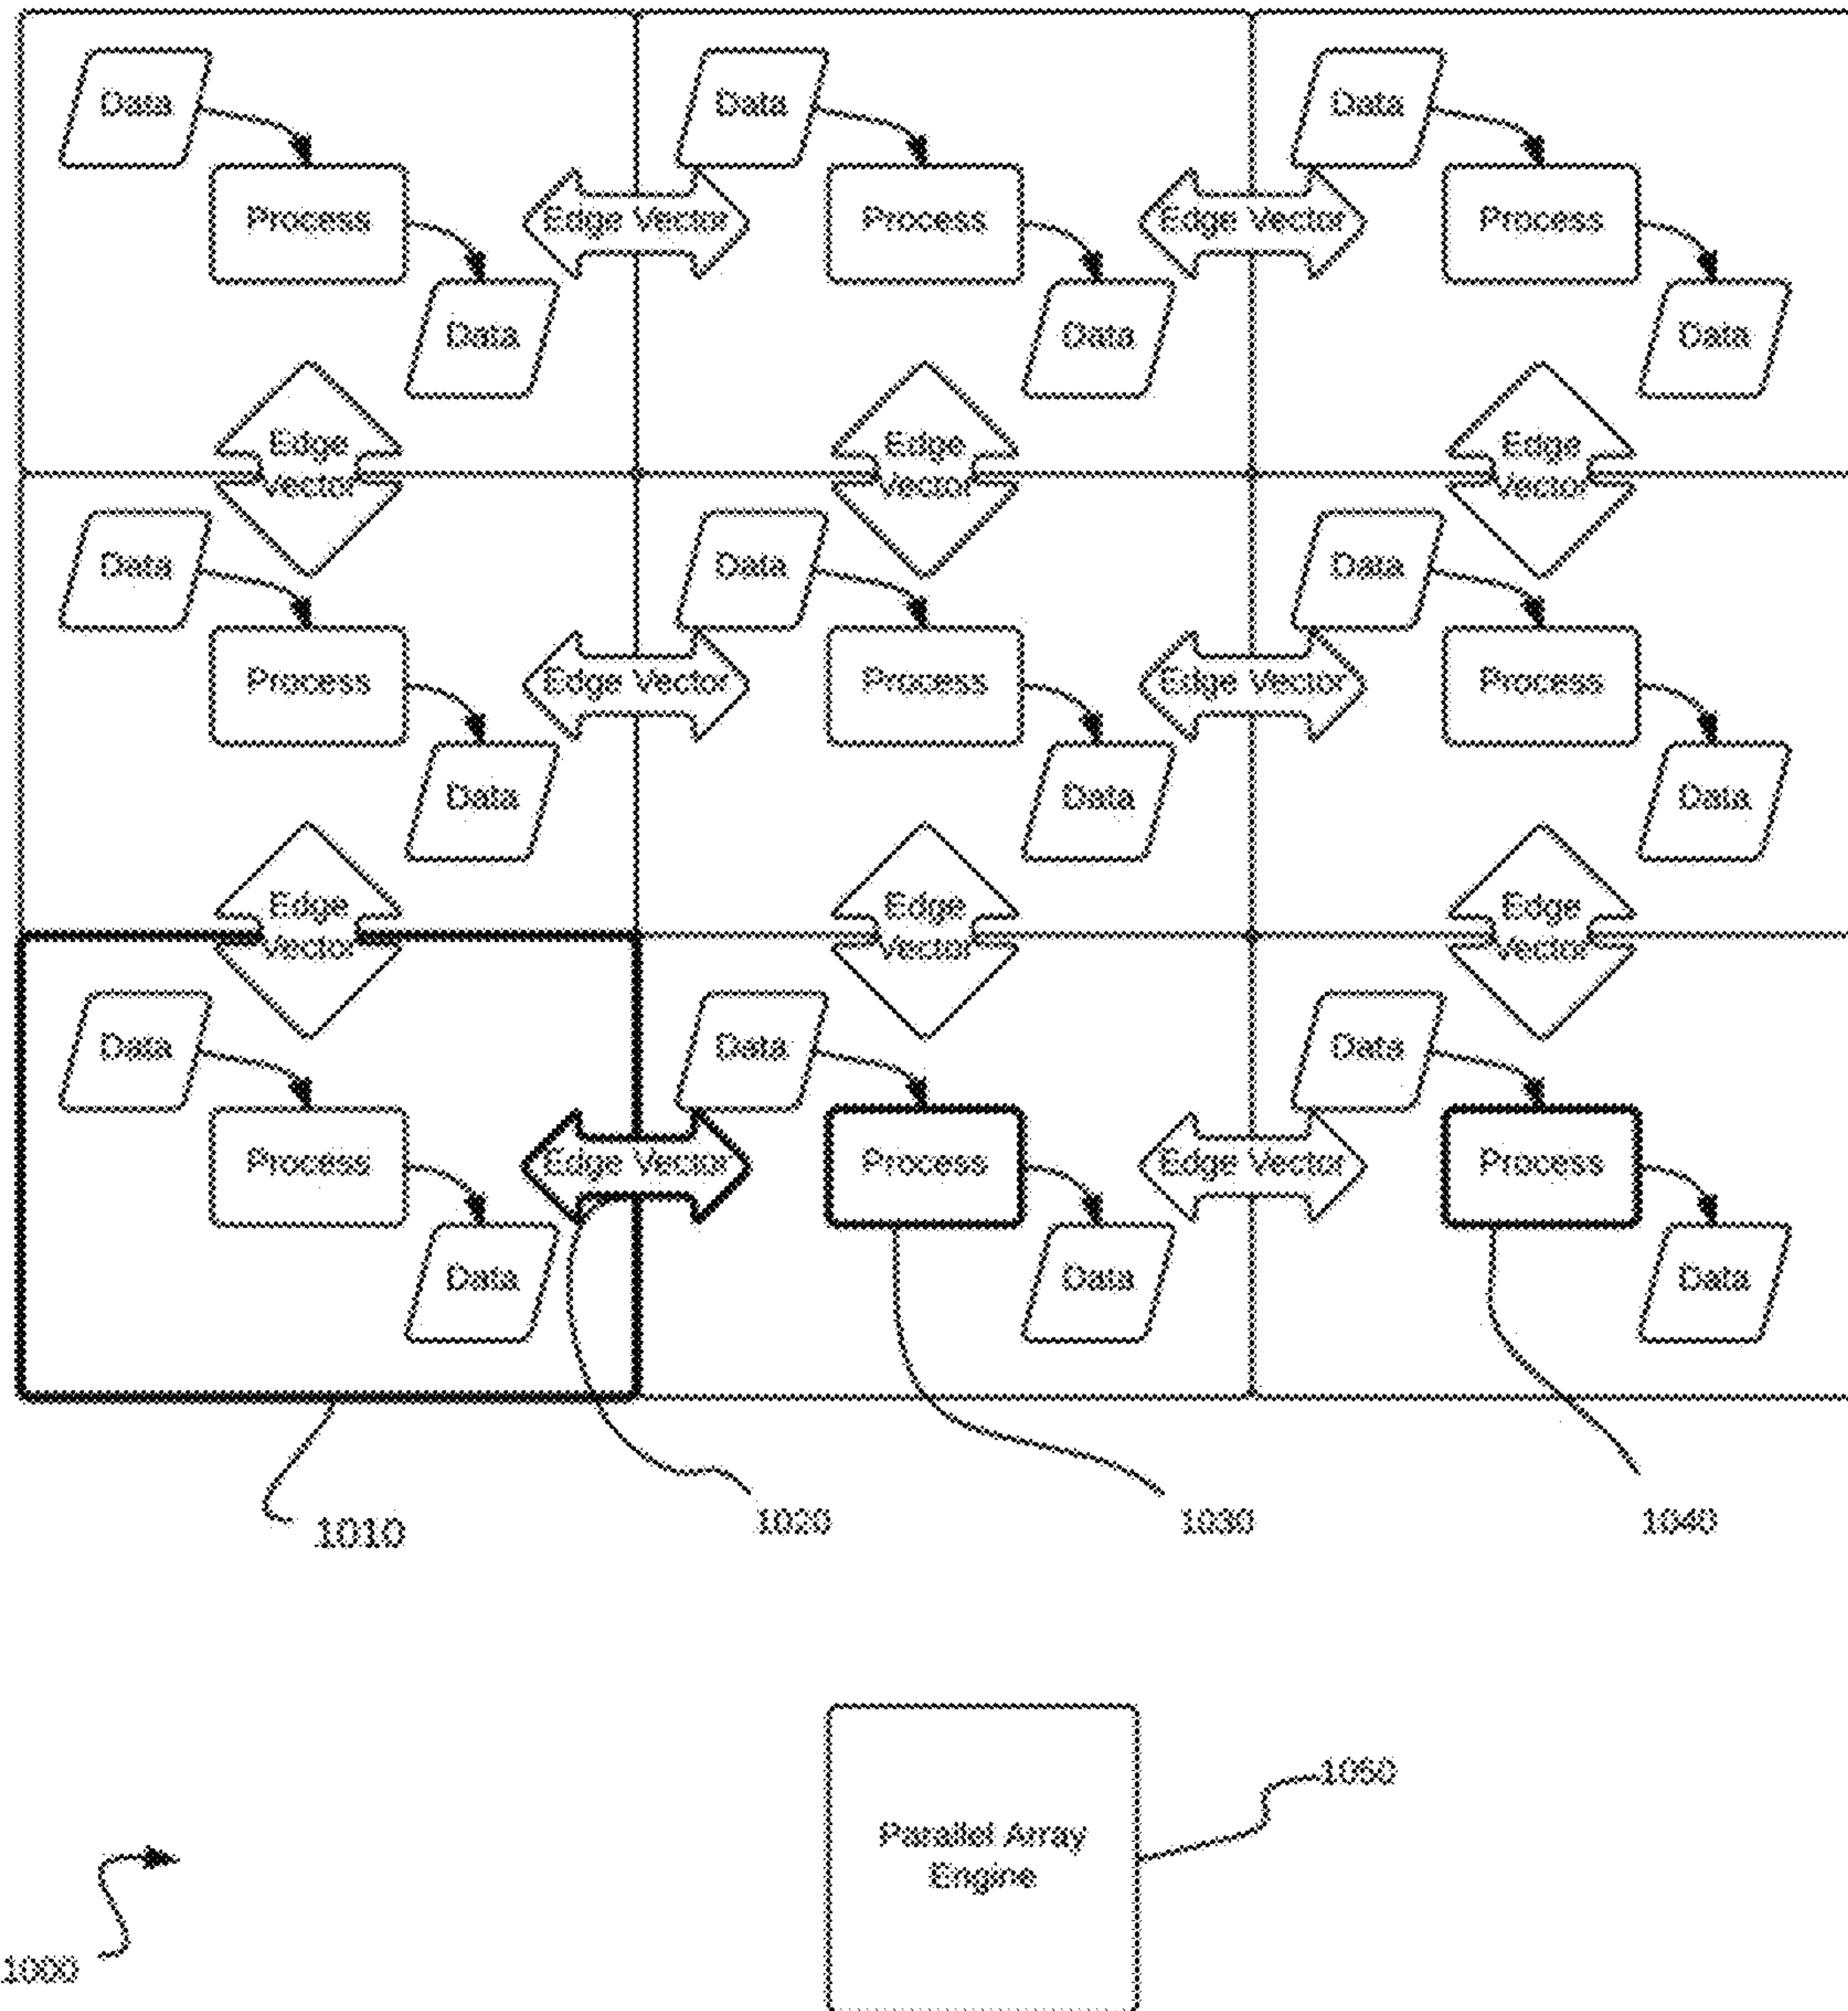 Data Data Data
Process Edge Vector Process Edge Vector Process
Data Data Data
Edge Edge Edge
Vector Vector Vector
Data Data Data
Process Edge Vector Process Edge Vector Process
Data Data Data
Edge Edge Edge
Vector Vector Vector
Data Data Data
Process Edge Vector Process Edge Vector Process
Data Data Data
1010 1020 1030 1040
1050
Parallel Array
Engine
1000